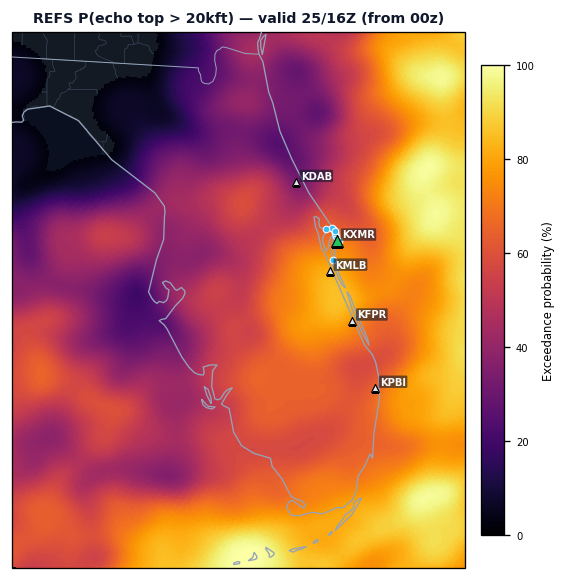 REFS P(echo top > 20kft) — valid 25/16Z (from 00z)
KDAB
KXMR
KMLB
KFPR
KPBI
100
80
60
40
20
0
Exceedance probability (%)